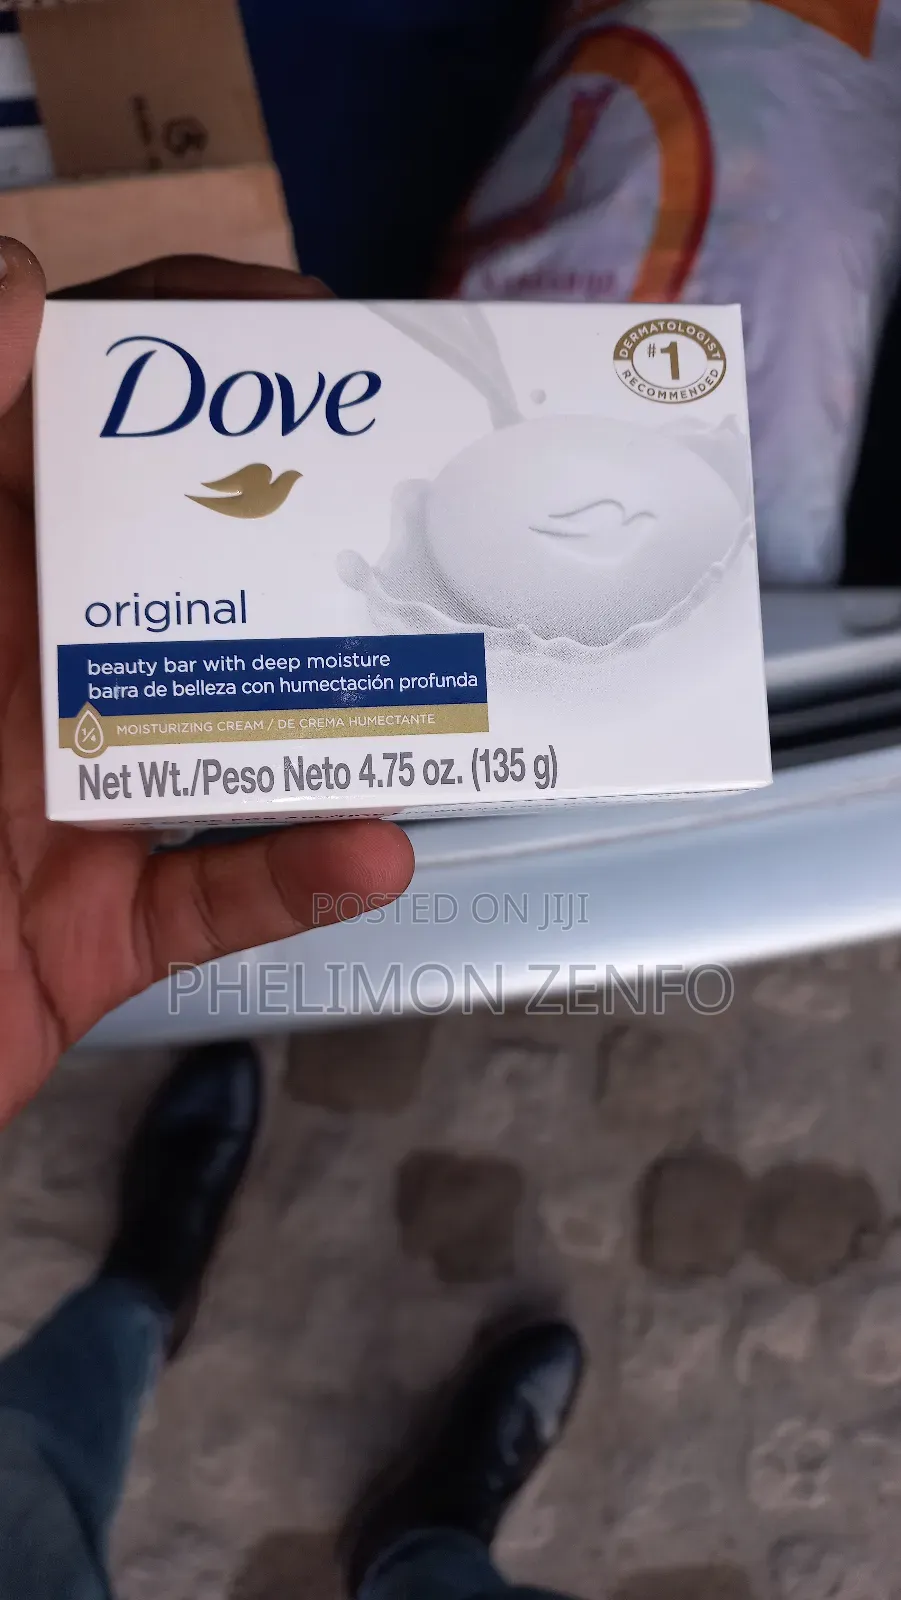 Dove
DERMATOLOGIST
#1
RECOMMENDED
original
beauty bar with deep moisture
barra de belleza con humectación profunda
¼ MOISTURIZING CREAM / DE CREMA HUMECTANTE
Net Wt./Peso Neto 4.75 oz. (135 g)
POSTED ON JIJI
PHELIMON ZENFO